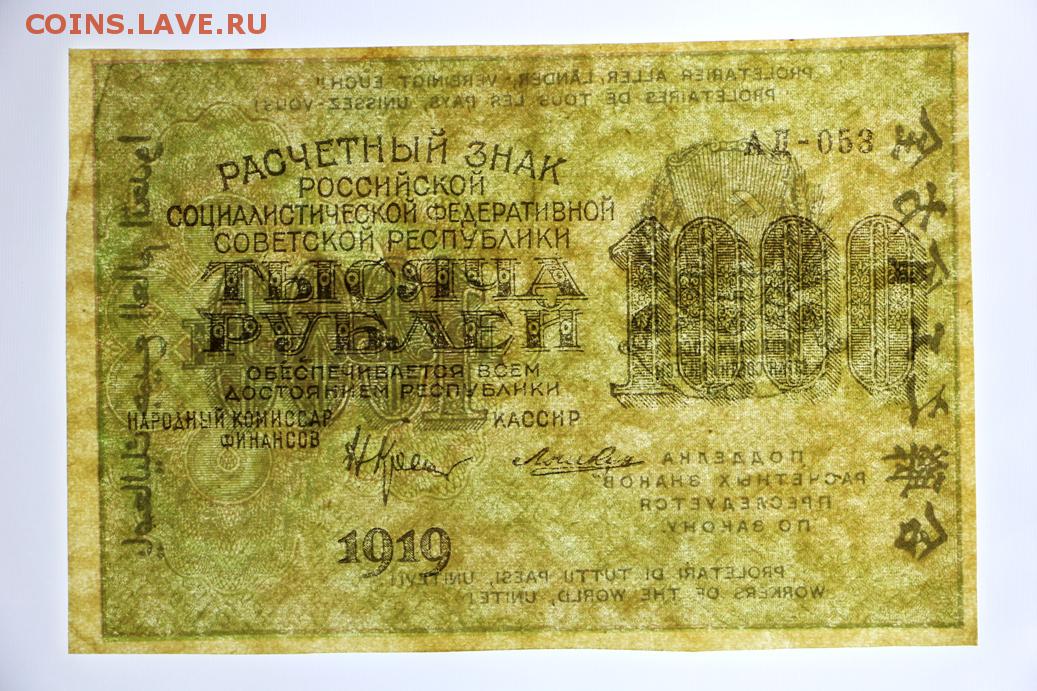 COINS.LAVE.RU
PROLETARIER ALLER LÄNDER, VEREINIGT EUCH!
PROLÉTAIRES DE TOUS LES PAYS, UNISSEZ-VOUS!
АД-053
РАСЧЕТНЫЙ ЗНАК
РОССИЙСКОЙ
СОЦИАЛИСТИЧЕСКОЙ ФЕДЕРАТИВНОЙ
СОВЕТСКОЙ РЕСПУБЛИКИ
ТЫСЯЧА
РУБЛЕЙ
1000
ОБЕСПЕЧИВАЕТСЯ ВСЕМ
ДОСТОЯНИЕМ РЕСПУБЛИКИ
НАРОДНЫЙ КОМИССАР
ФИНАНСОВ
КАССИР
ПОДДЕЛКА
"РАСЧЕТНЫХ ЗНАКОВ"
ПРЕСЛЕДУЕТСЯ
ПО ЗАКОНУ.
1919
PROLETARI DI TUTTU PAESI, UNITEVI!
WORKERS OF THE WORLD, UNITE!